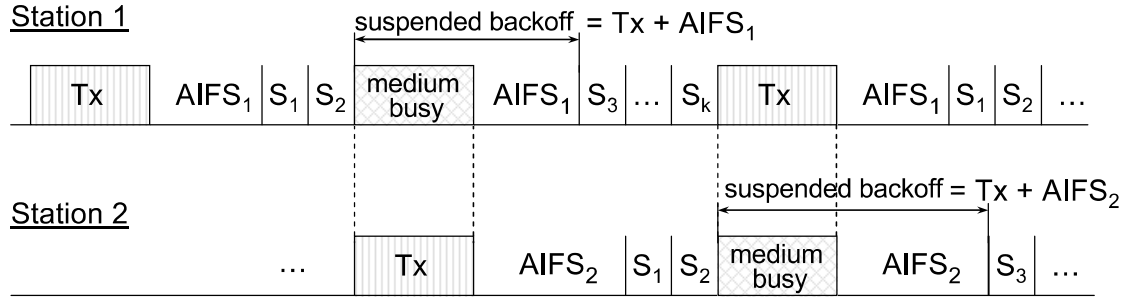 Station 1
suspended backoff = Tx + AIFS₁
Tx AIFS₁ S₁ S₂ medium busy AIFS₁ S₃ ... Sₖ Tx AIFS₁ S₁ S₂ ...
suspended backoff = Tx + AIFS₂
Station 2
... Tx AIFS₂ S₁ S₂ medium busy AIFS₂ S₃ ...